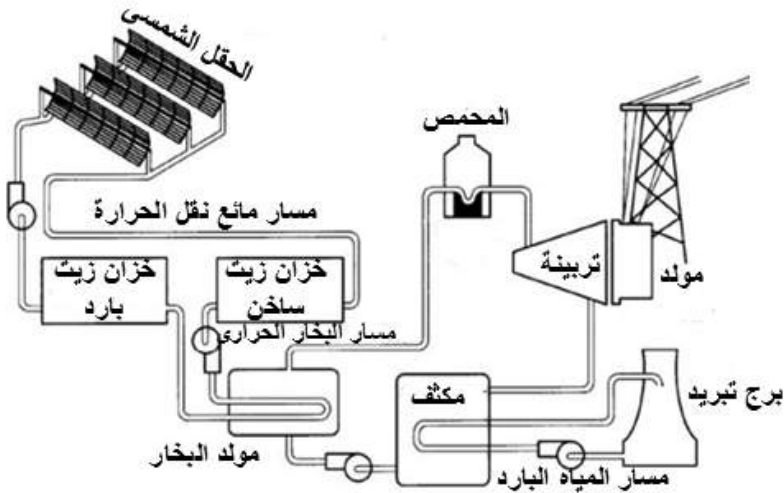 الحقل الشمسي
المحمص
مسار مائع نقل الحرارة
تربينة
مولد
خزان زيت
بارد
خزان زيت
ساخن
مسار البخار الحرارى
مكثف
برج تبريد
مولد البخار
مسار المياه البارد